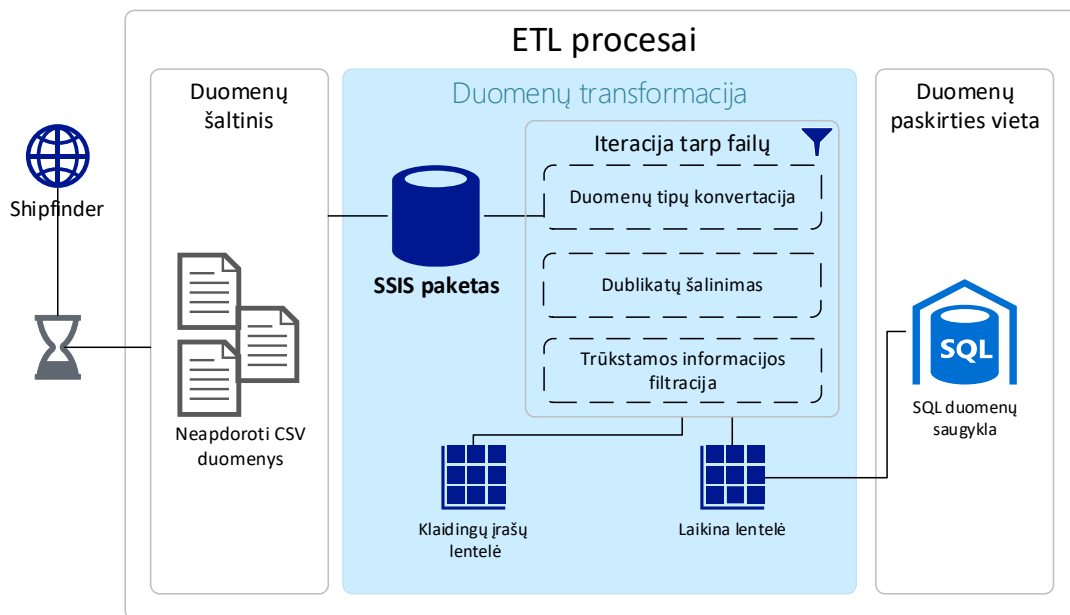 ETL procesai
Duomenų
šaltinis
Duomenų transformacija
Duomenų
paskirties vieta
Shipfinder
Iteracija tarp failų
Duomenų tipų konvertacija
SSIS paketas
Dublikatų šalinimas
Trūkstamos informacijos
filtracija
Neapdoroti CSV
duomenys
SQL
SQL duomenų
saugykla
Klaidingų įrašų
lentelė
Laikina lentelė